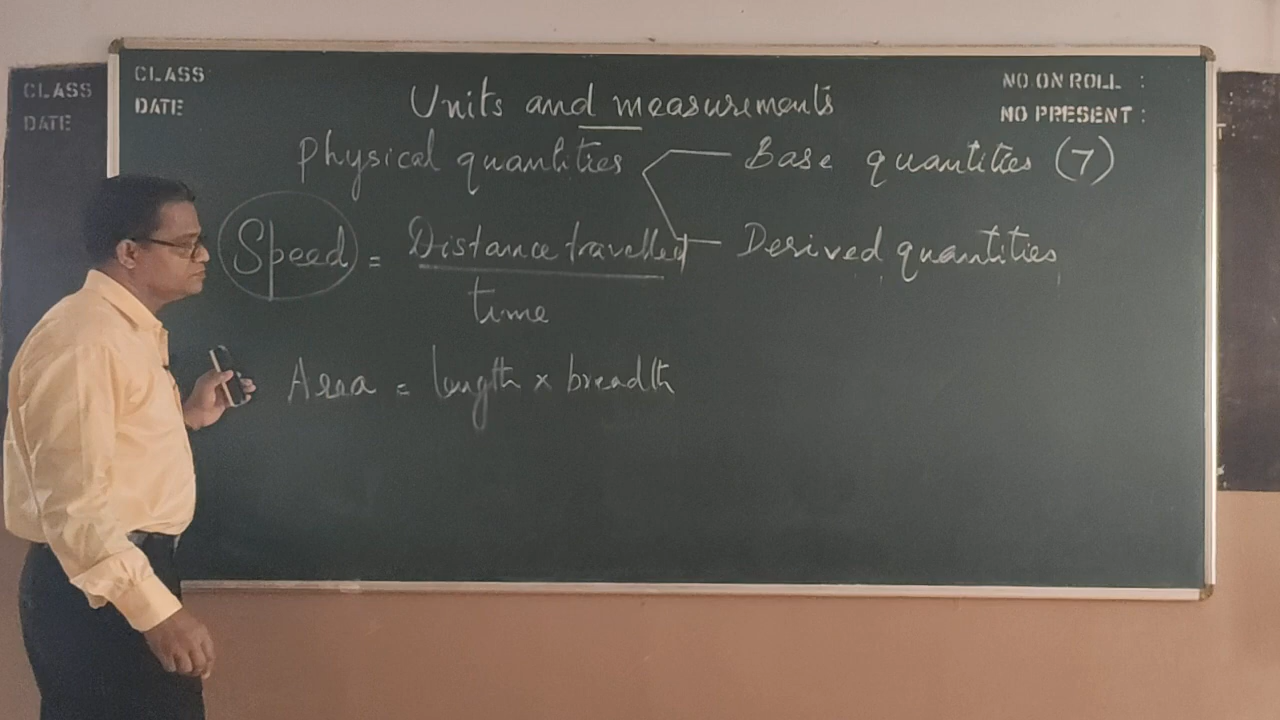 CLASS
DATE
CLASS
DATE
NO ON ROLL :
NO PRESENT :
Units and measurements
Physical quantities
Base quantities (7)
Derived quantities
Speed = Distance travelled
time
Area = length × breadth
T :